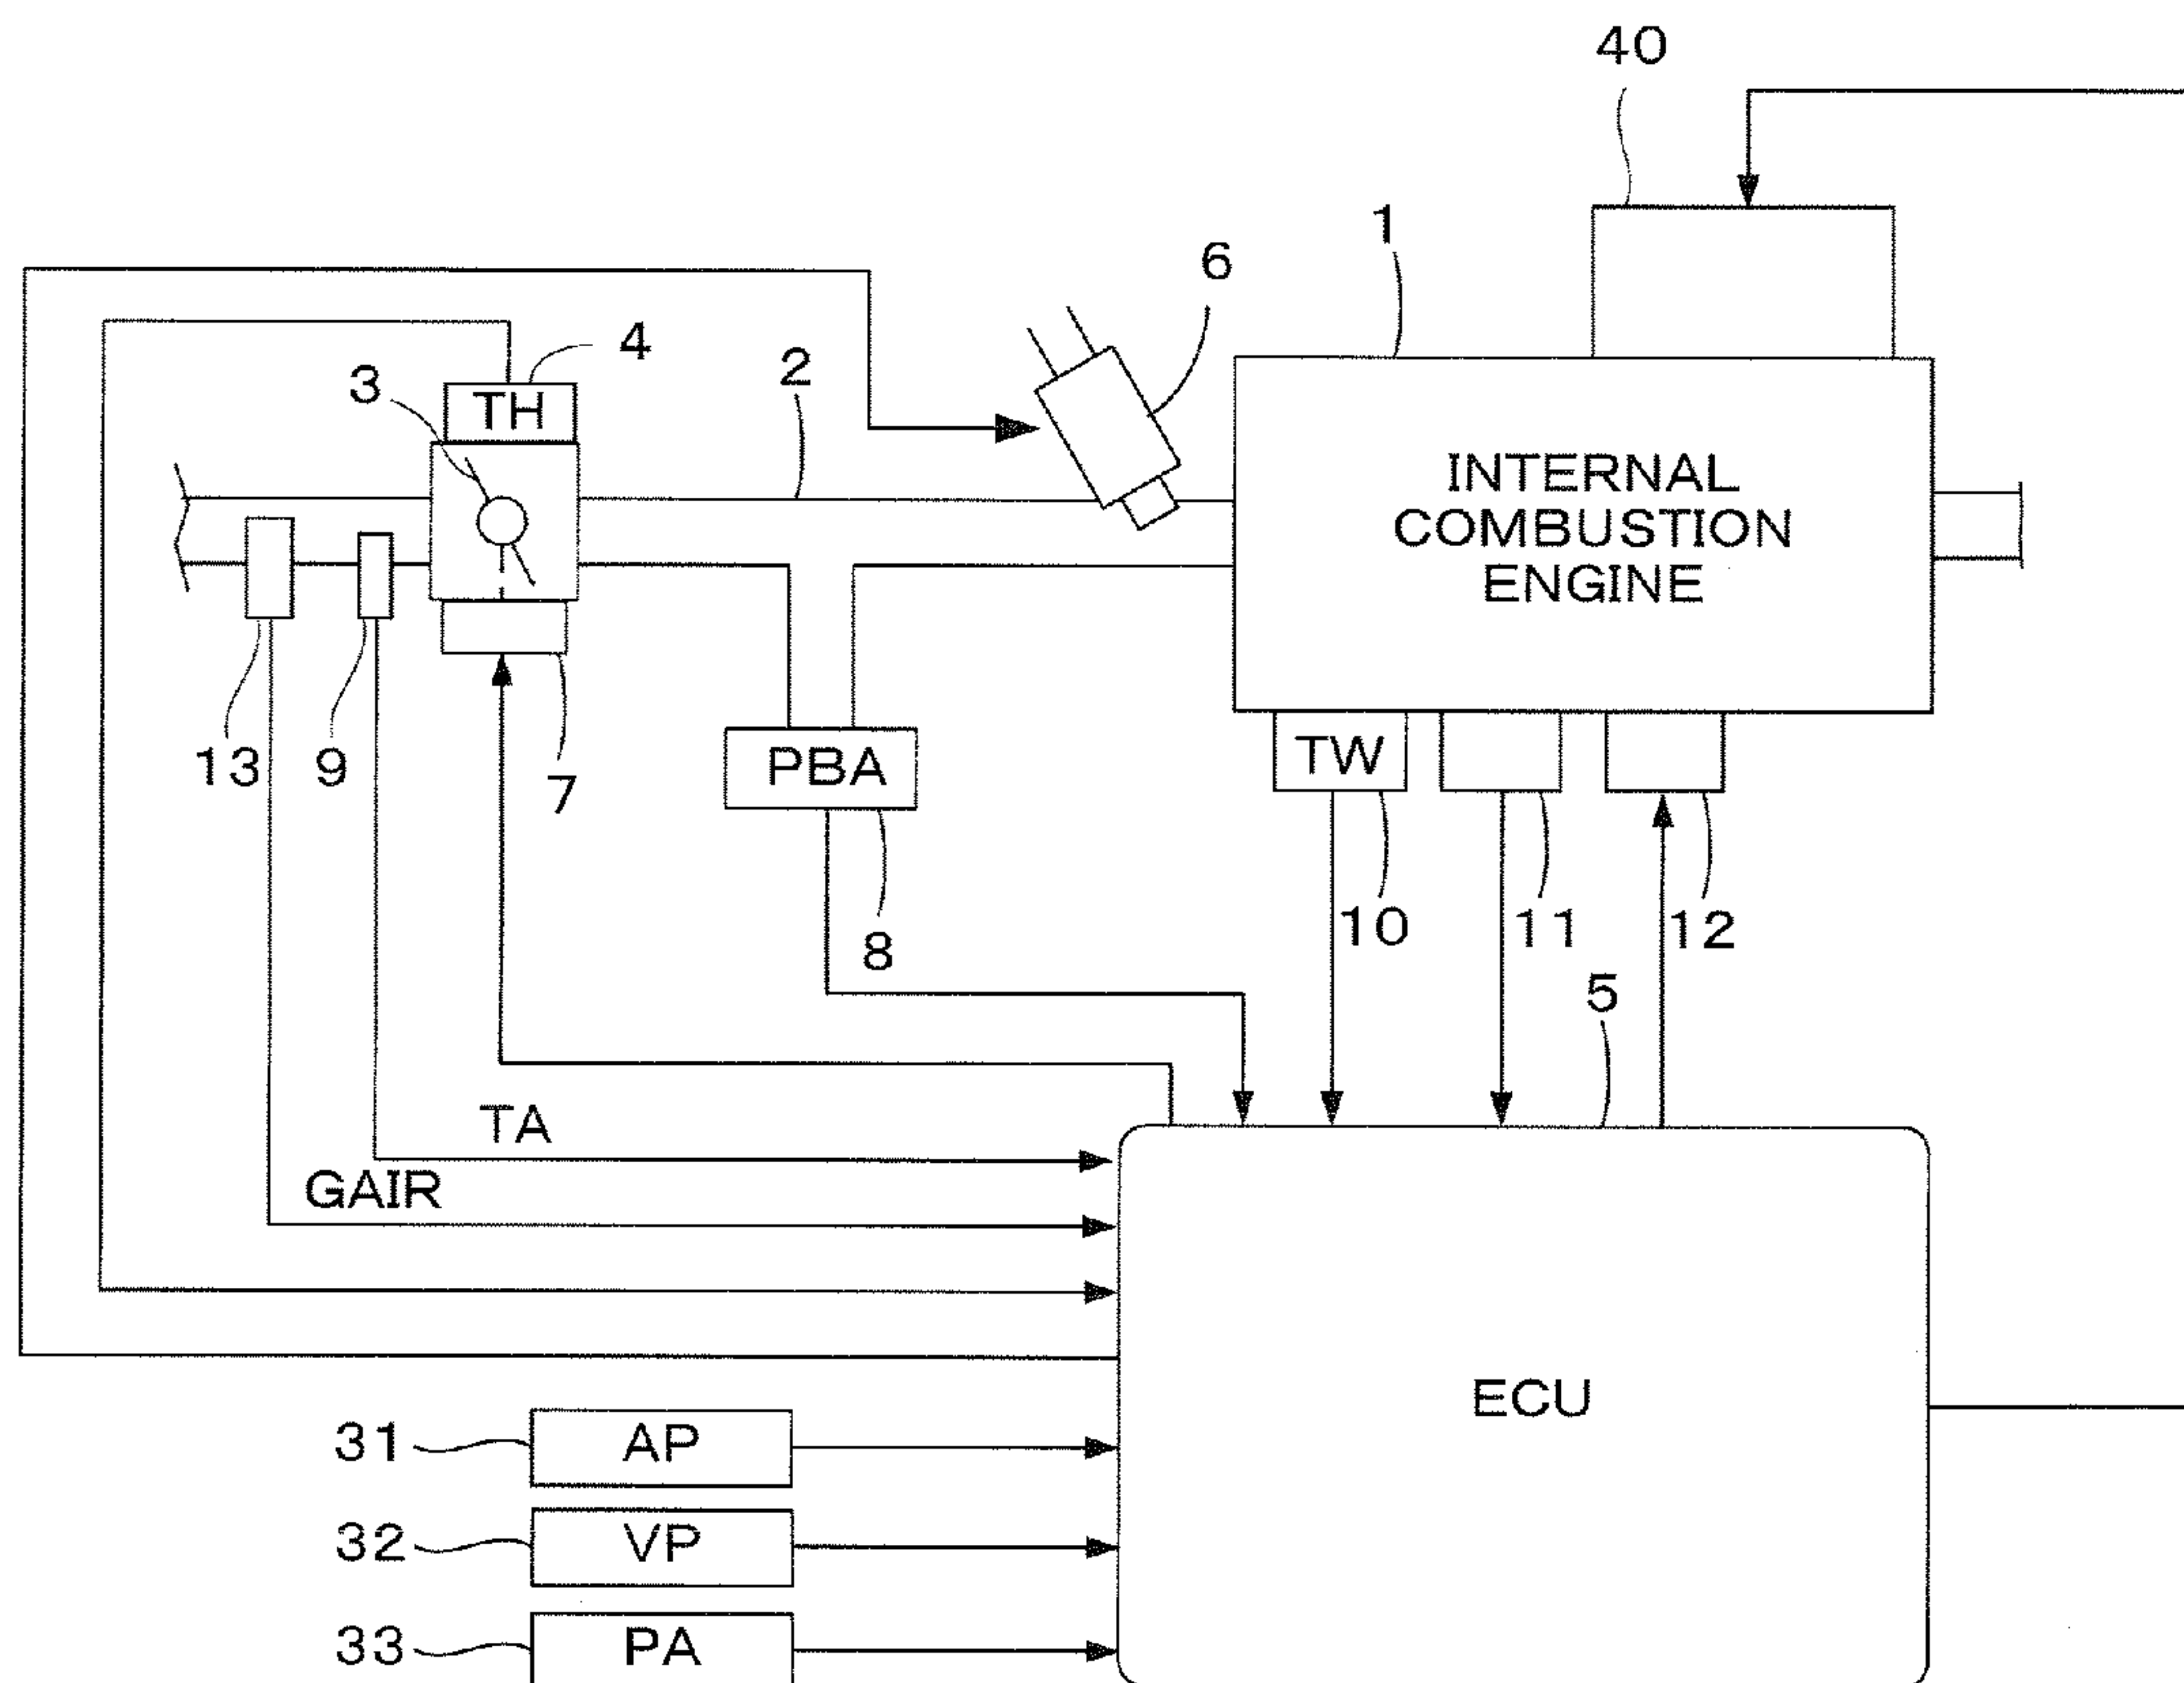 40
1
6
4
2
3
TH
INTERNAL
COMBUSTION
ENGINE
13
9
7
PBA
TW
8
10
11
12
5
TA
GAIR
ECU
31
AP
32
VP
33
PA